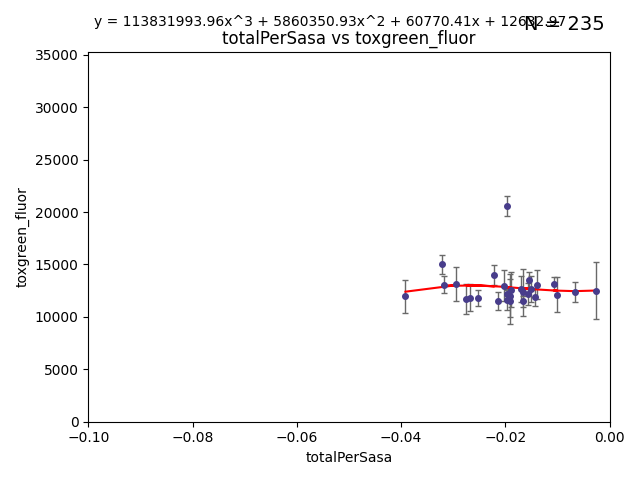 y = 113831993.96x^3 + 5860350.93x^2 + 60770.41x + 12632.97
N = 235
totalPerSasa vs toxgreen_fluor
35000
30000
25000
20000
15000
10000
5000
0
toxgreen_fluor
−0.10 −0.08 −0.06 −0.04 −0.02 0.00
totalPerSasa